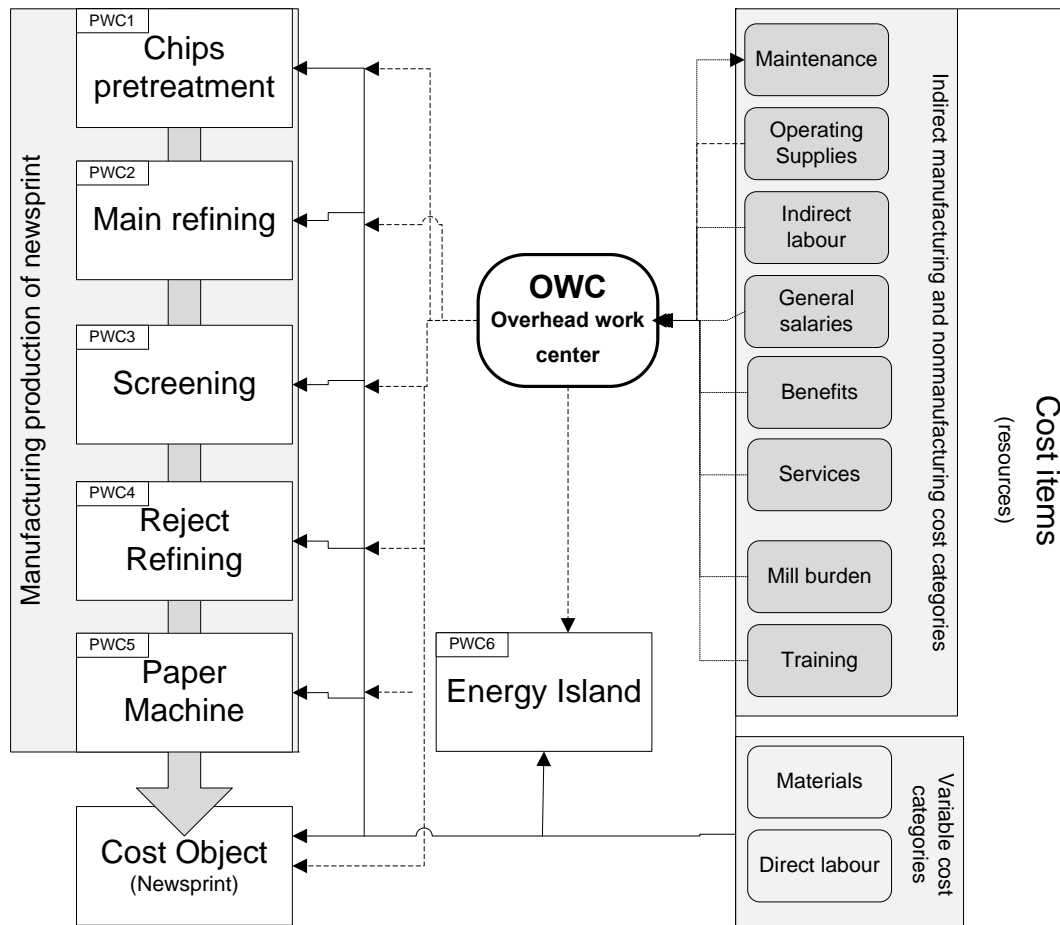 Manufacturing production of newsprint
PWC1
Chips
pretreatment
PWC2
Main refining
PWC3
Screening
PWC4
Reject
Refining
PWC5
Paper
Machine
Cost Object
(Newsprint)
OWC
Overhead work
center
PWC6
Energy Island
Maintenance
Operating
Supplies
Indirect
labour
General
salaries
Benefits
Services
Mill burden
Training
Indirect manufacturing and nonmanufacturing cost categories
Materials
Direct labour
Variable cost
categories
Cost items
(resources)